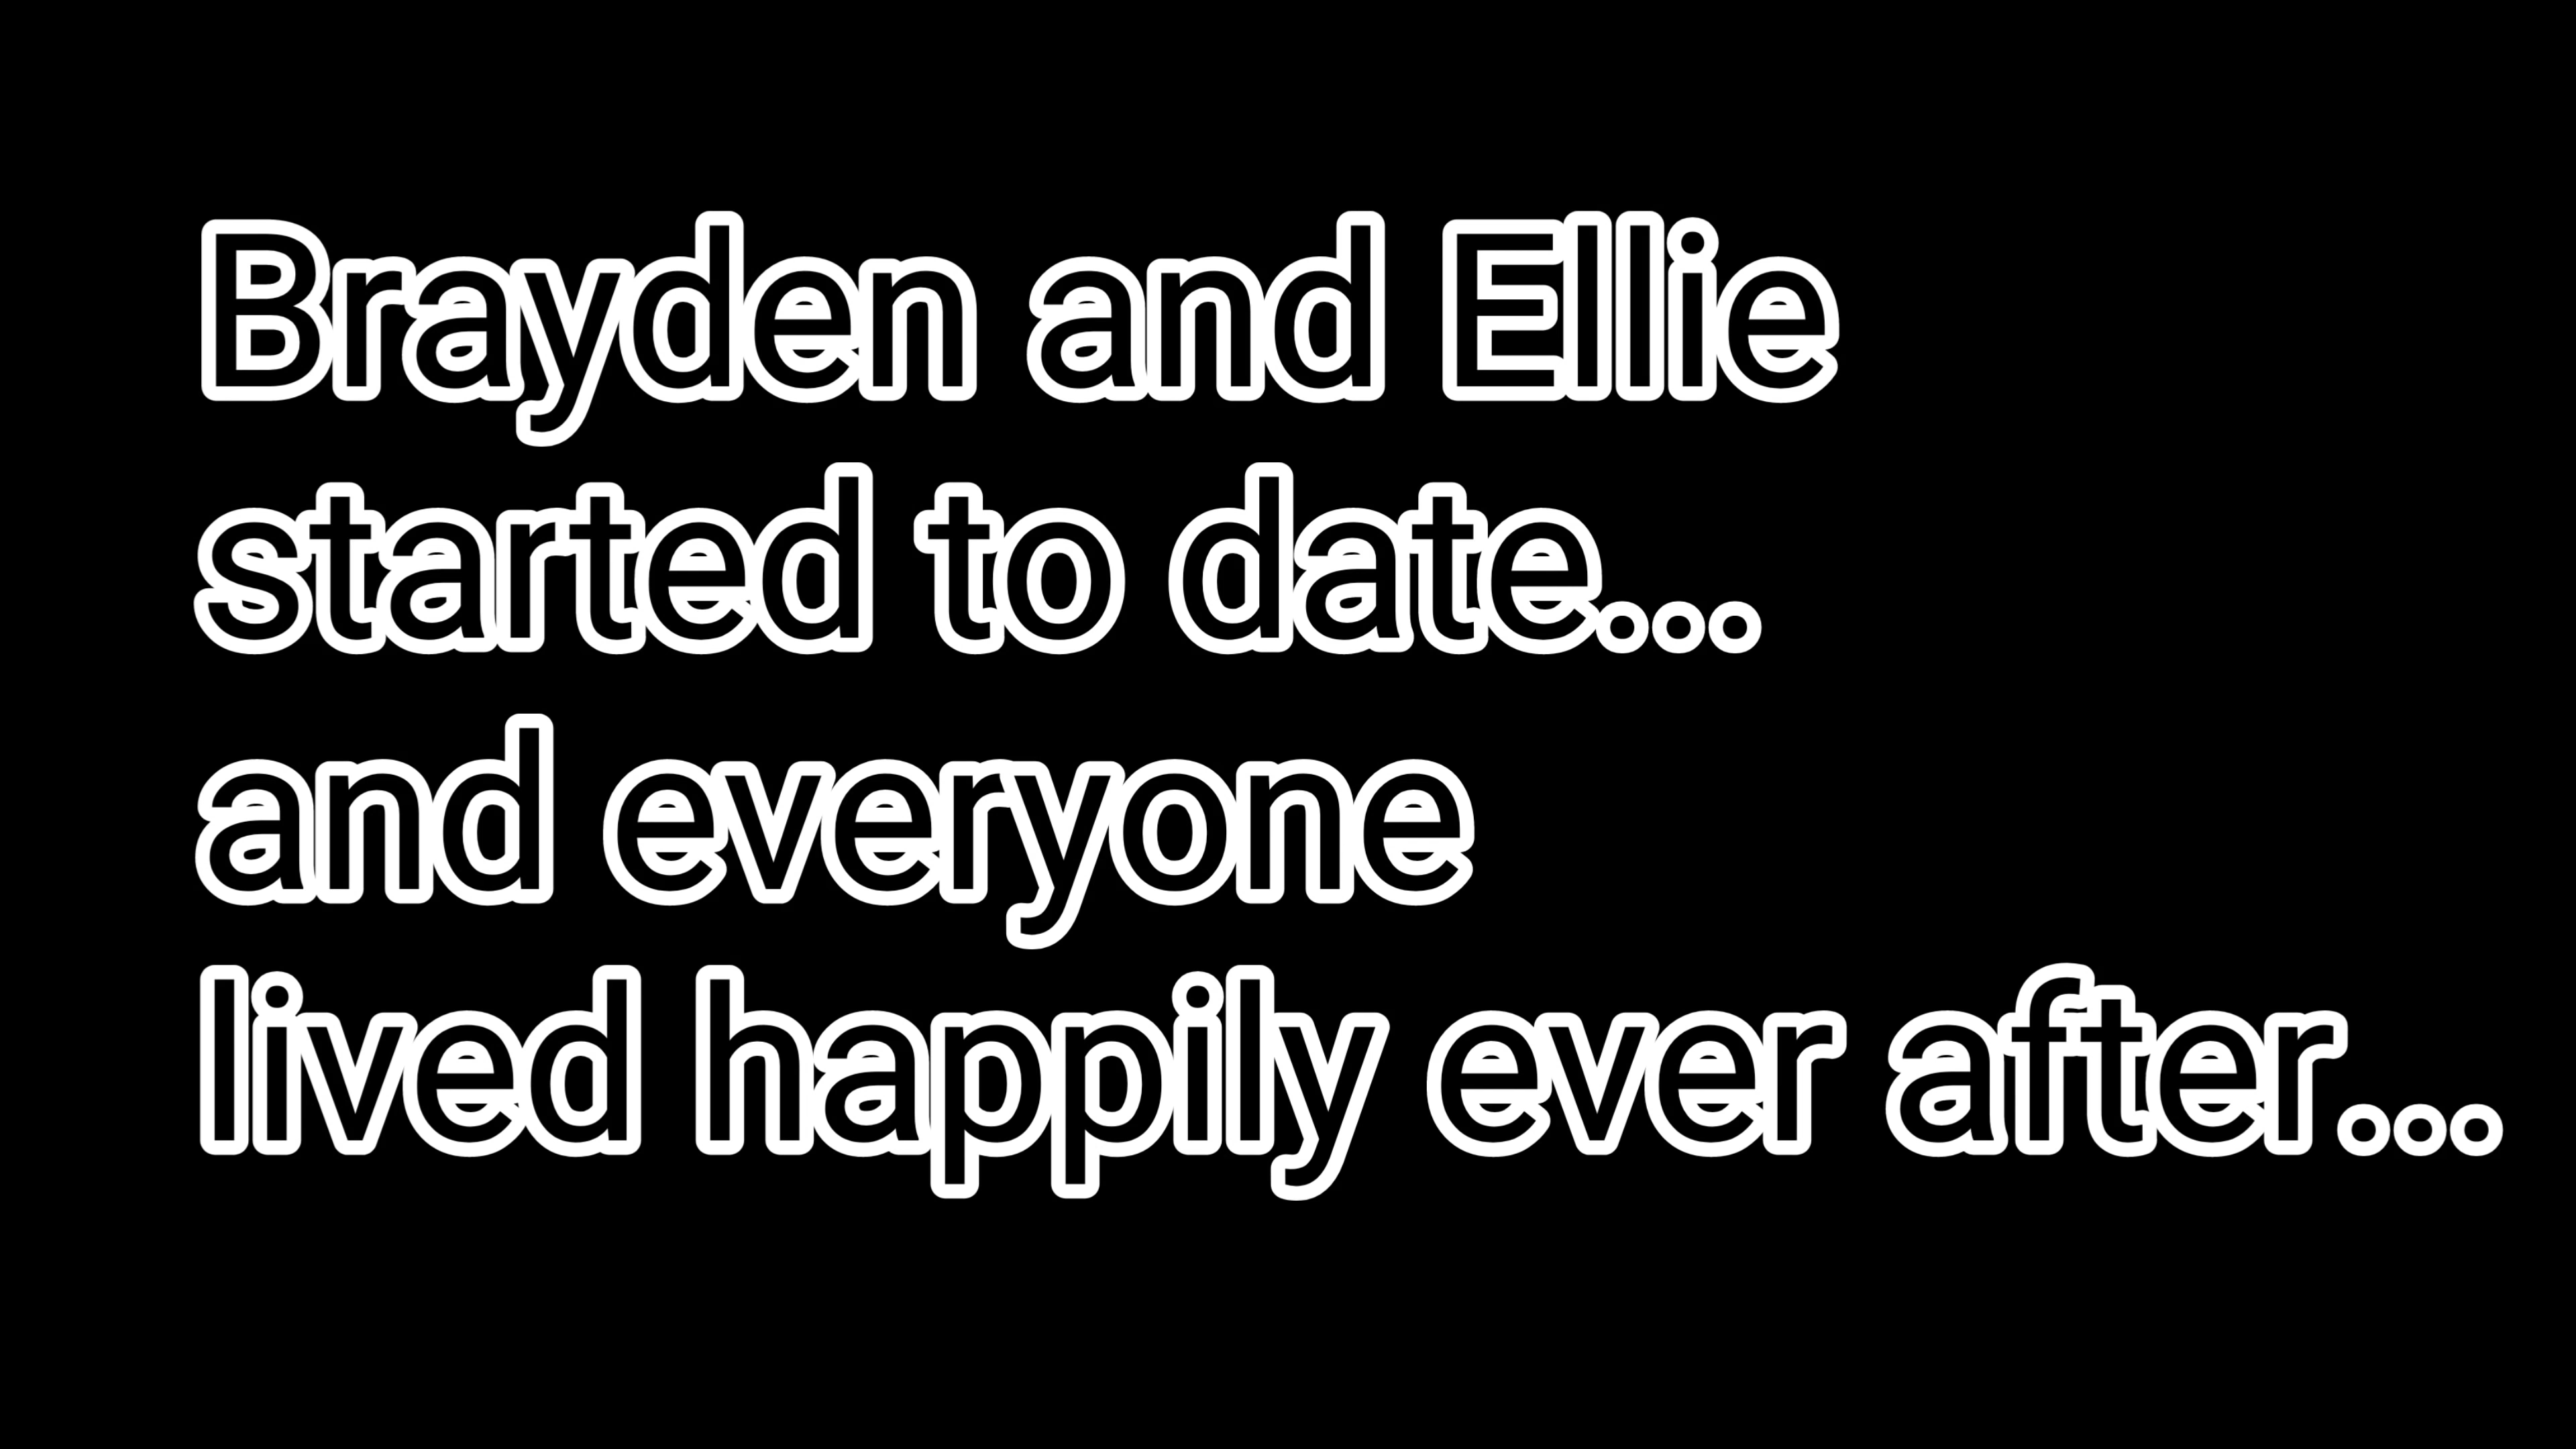 Brayden and Ellie
started to date...
and everyone
lived happily ever after...